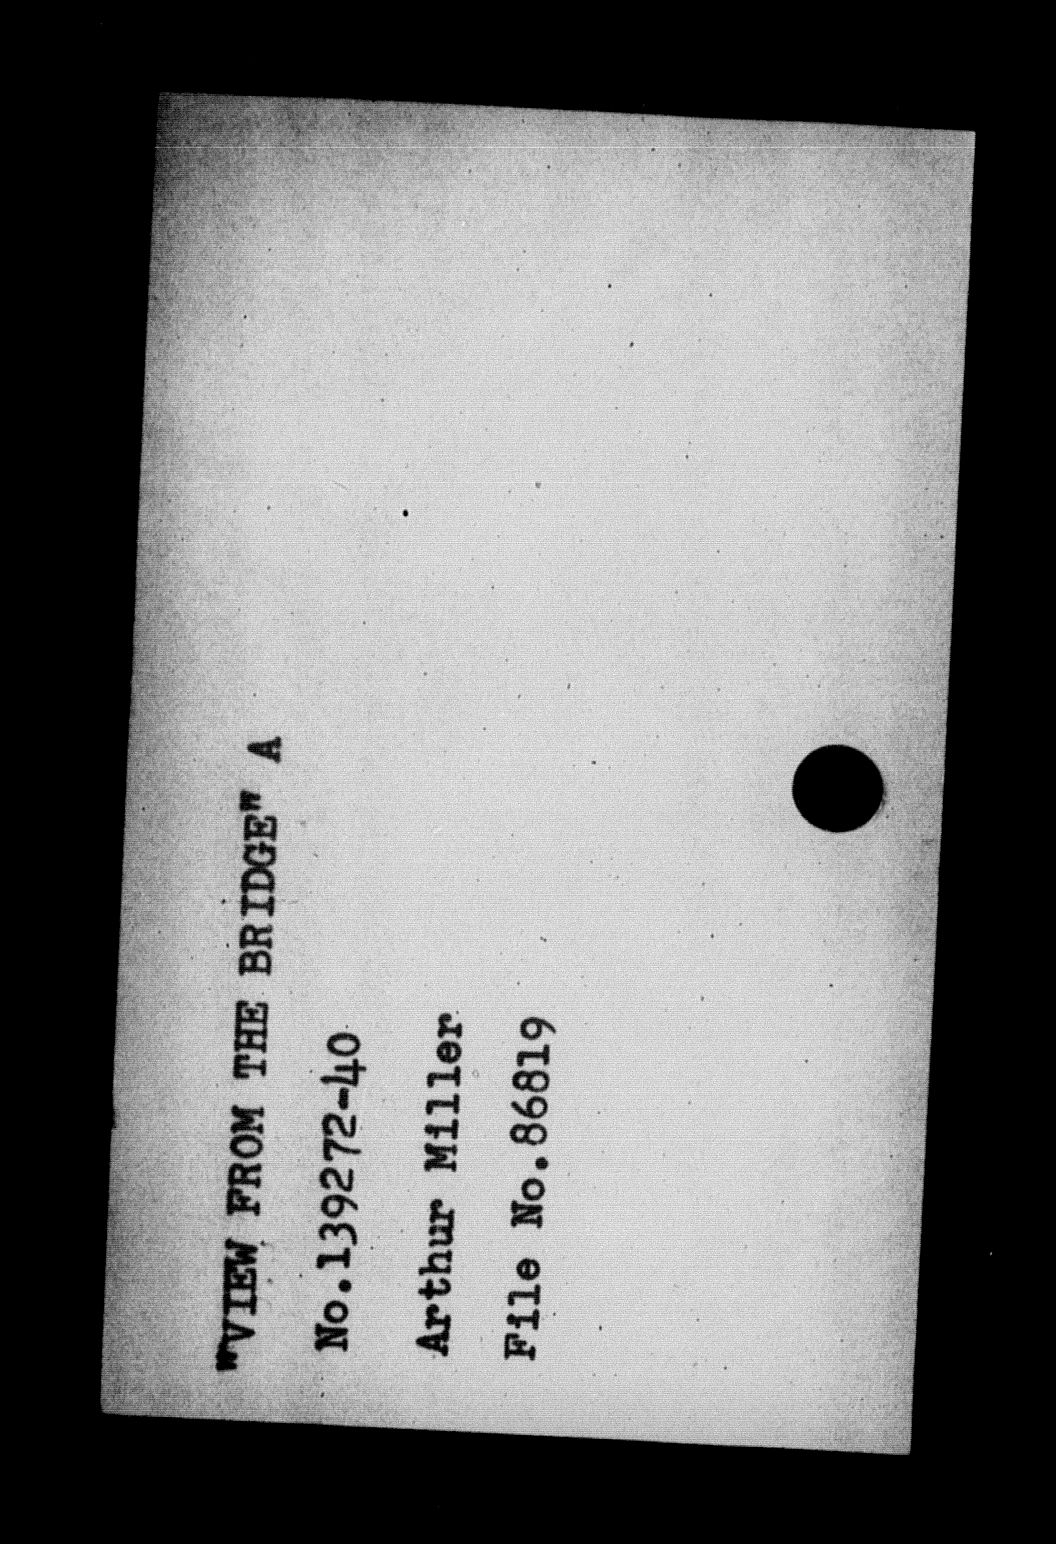 "VIEW FROM THE BRIDGE" A
No.139272-40
Arthur Miller
File No.86819